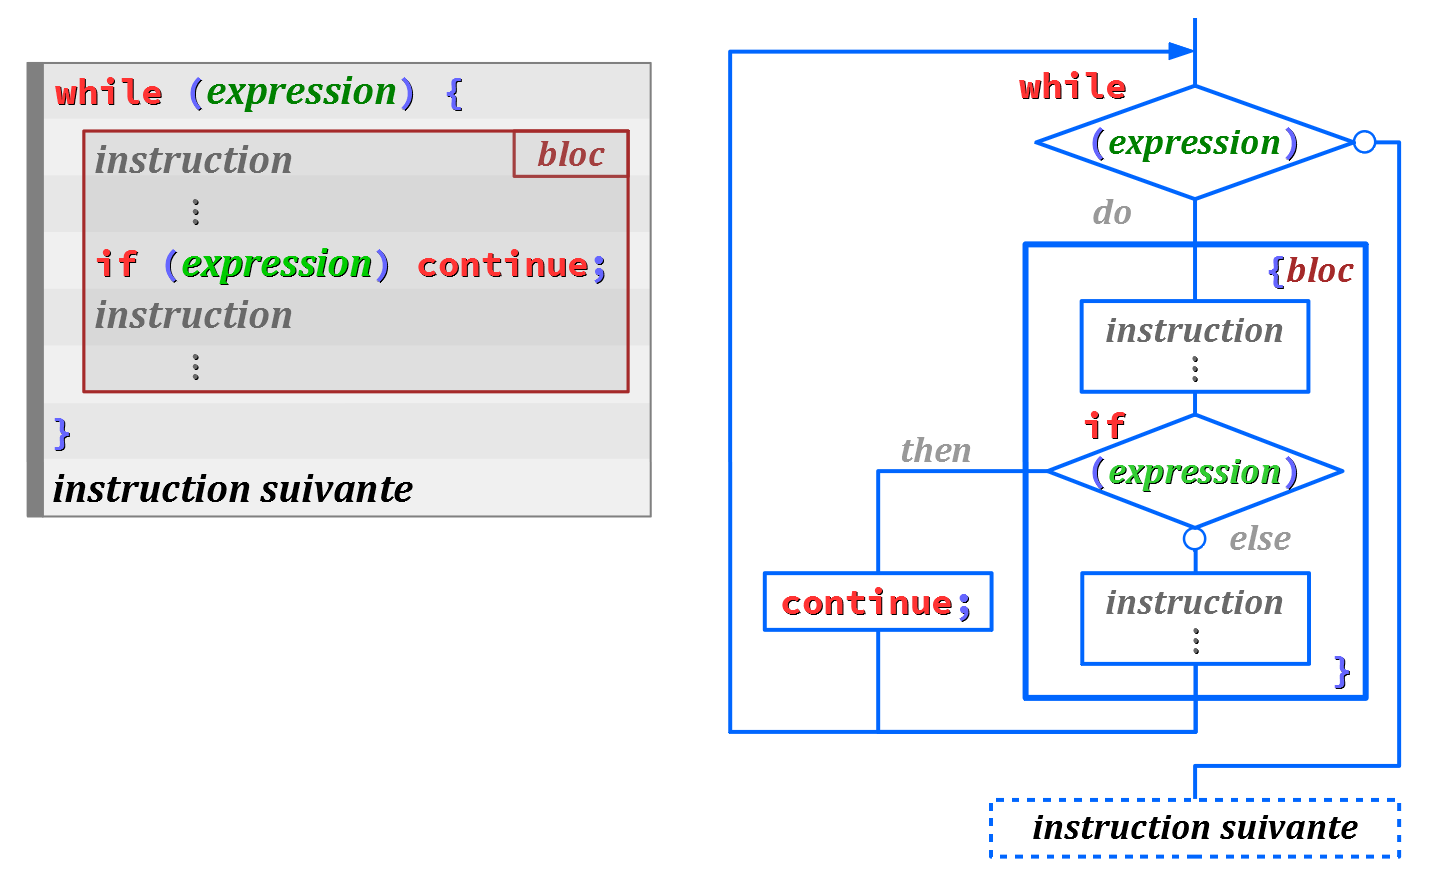 while (expression) {
instruction
bloc
⋮
if (expression) continue;
instruction
⋮
}
instruction suivante
while
(expression)
do
{bloc
instruction
⋮
if
then
(expression)
else
continue;
instruction
⋮
}
instruction suivante